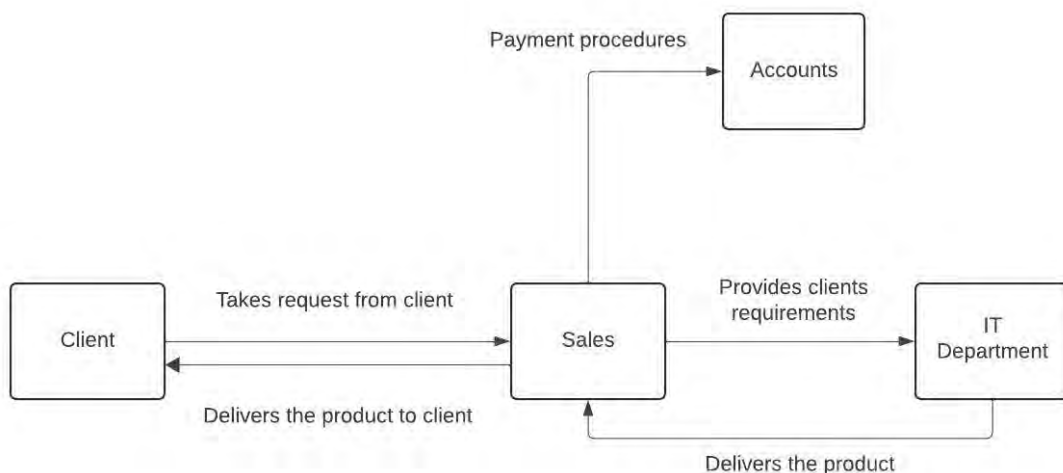 Payment procedures
Accounts
Takes request from client
Provides clients
requirements
Client
Sales
IT
Department
Delivers the product to client
Delivers the product